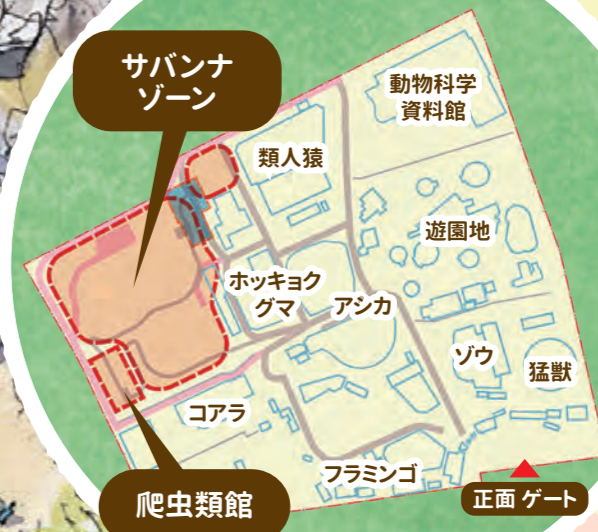 サバンナ
ゾーン
動物科学
資料館
類人猿
遊園地
ホッキョク
グマ
アシカ
ゾウ
猛獣
コアラ
フラミンゴ
爬虫類館
正面 ゲート